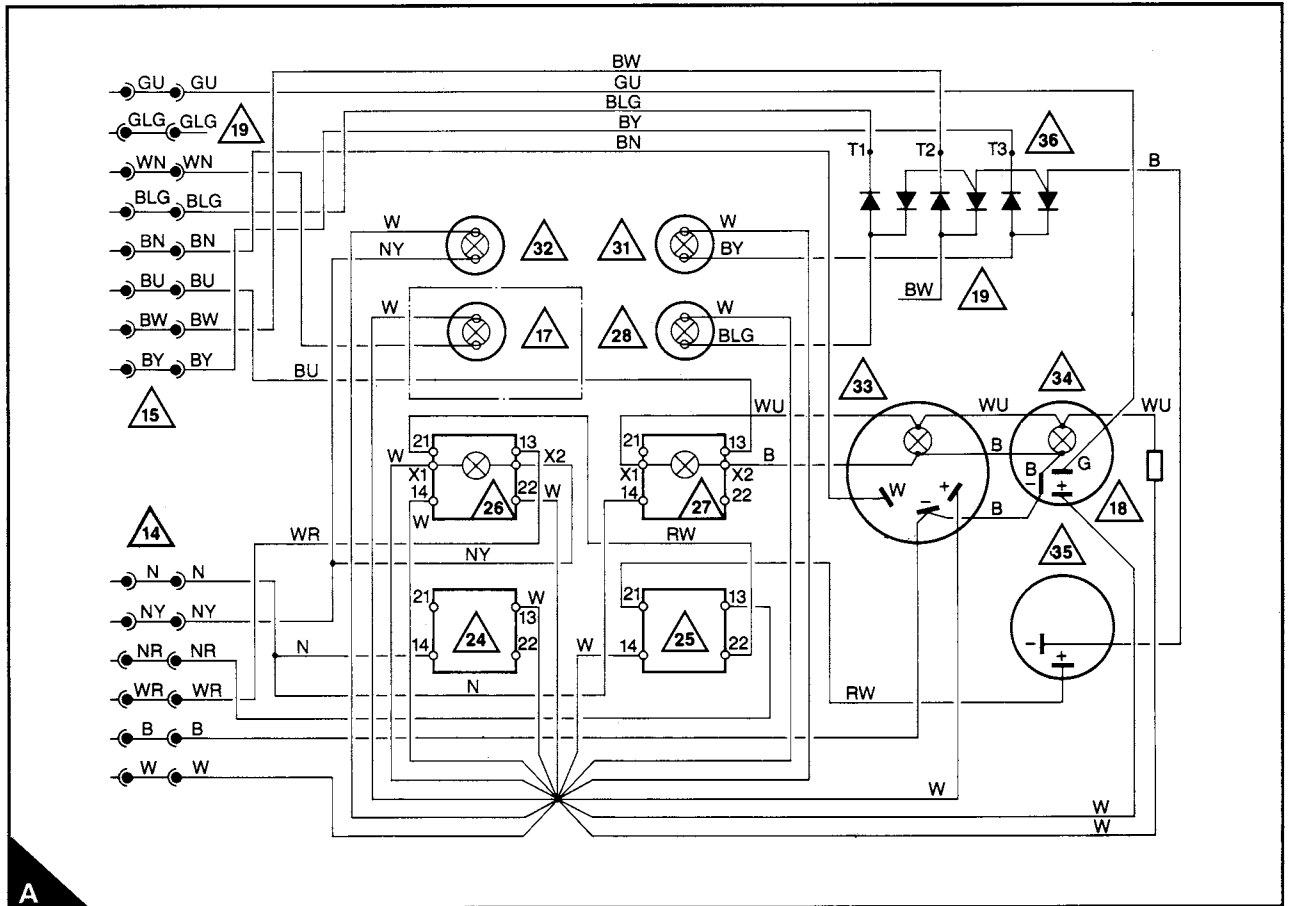 BW
GU GU GU
BLG
GLG GLG 19
BY
BN
36
T1 T2 T3 B
WN WN
BLG BLG
W W
32 31
BN BN
NY BY
BU BU
BW 19
W W
17 28
BW BW
BLG
BY BY
BU
33 34
15
WU WU WU
21 13 21 13
W X1 X2 X1 B X2 B
B G
14 26 22 W 14 27 22
W
W - + - +
B 18
14
WR RW
NY
35
N N
21 W 21 13
13
NY NY
24 25
N 14 22 W 14 22
- +
NR NR
N
RW
WR WR
B B
W W
W
W
W
A